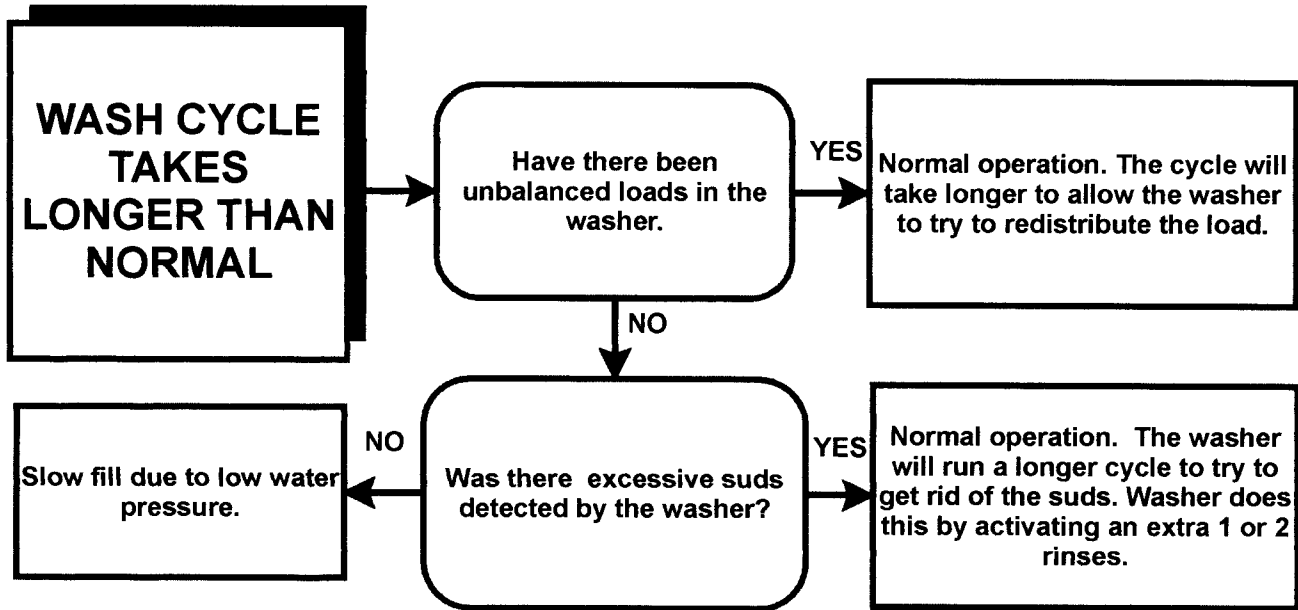 WASH CYCLE
TAKES
LONGER THAN
NORMAL
Have there been
unbalanced loads in the
washer.
YES
Normal operation. The cycle will
take longer to allow the washer
to try to redistribute the load.
NO
Was there excessive suds
detected by the washer?
YES
Normal operation. The washer
will run a longer cycle to try to
get rid of the suds. Washer does
this by activating an extra 1 or 2
rinses.
NO
Slow fill due to low water
pressure.